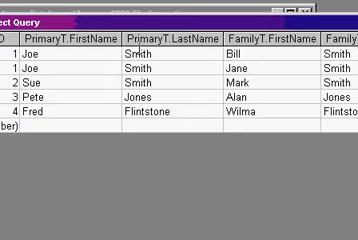 ect Query
D PrimaryT.FirstName PrimaryT.LastName FamilyT.FirstName FamilyT
1 Joe Smith Bill Smith
1 Joe Smith Jane Smith
2 Sue Smith Mark Smith
3 Pete Jones Alan Jones
4 Fred Flintstone Wilma Flintsto
ber)